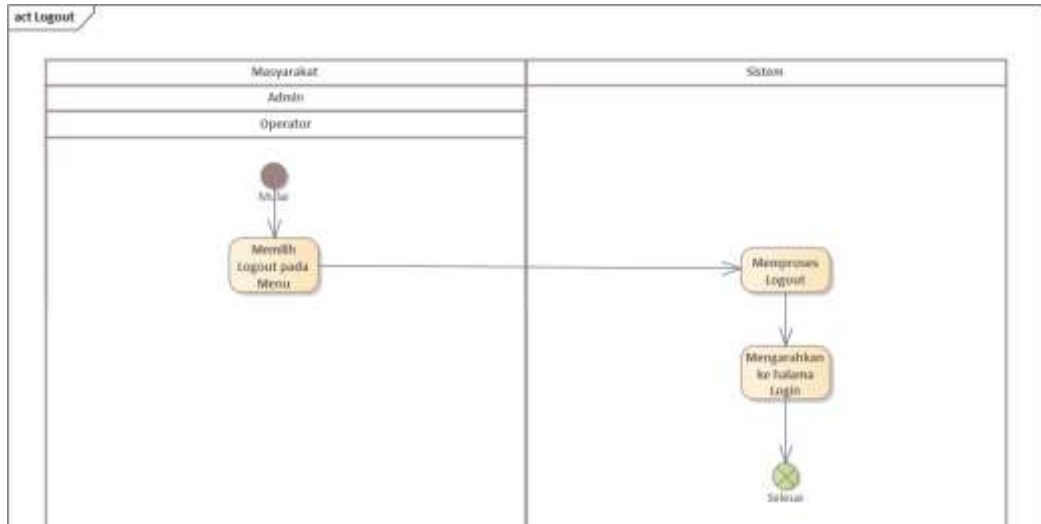 act Logout
Masyarakat
Sistem
Admin
Operator
Mulai
Memilih
Logout pada
Menu
Memproses
Logout
Mengarahkan
ke halama
Login
Selesai